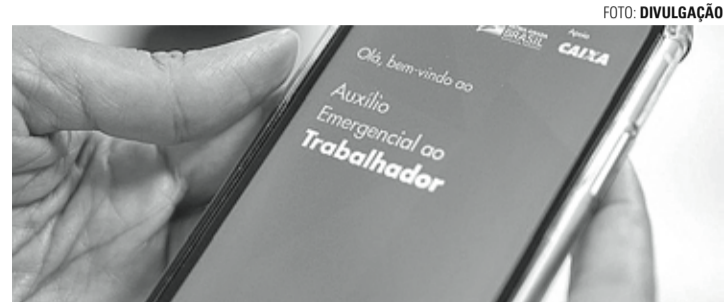 FOTO: DIVULGAÇÃO
BRASIL
Apoio
CAIXA
Olá, bem-vindo ao
Auxílio
Emergencial ao
Trabalhador